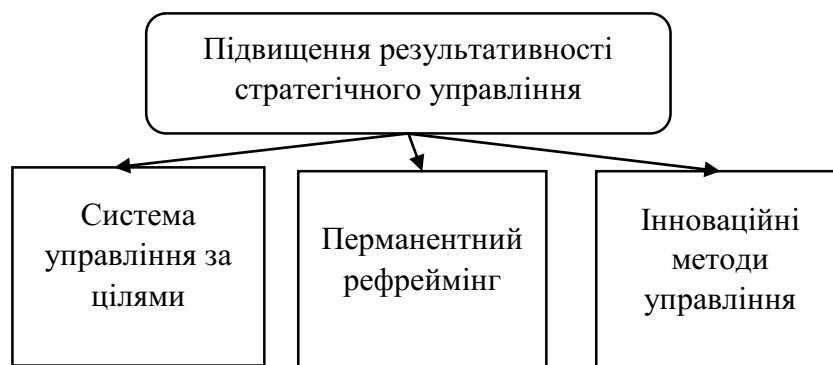 Підвищення результативності
стратегічного управління
Система
управління за
цілями
Перманентний
рефреймінг
Інноваційні
методи
управління